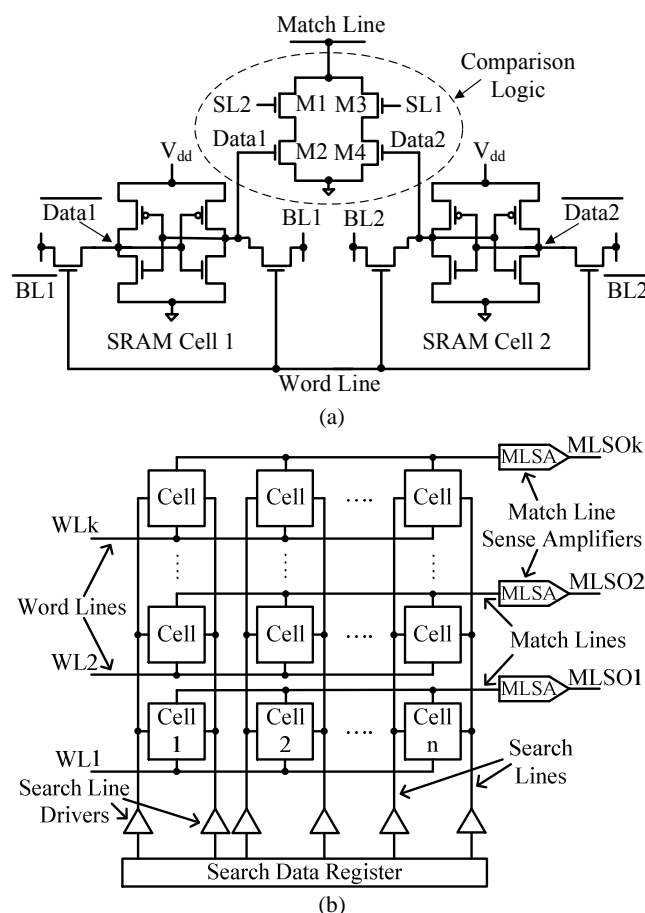 Match Line
Comparison
Logic
SL2
M1
M3
SL1
Data1
M2
M4
Data2
Vdd
Vdd
Data1
BL1
BL2
Data2
BL1
BL2
SRAM Cell 1
SRAM Cell 2
Word Line
(a)
MLSA
MLSOk
Cell
Cell
....
Cell
WLk
Match Line
Sense Amplifiers
Word Lines
MLSA
MLSO2
Cell
Cell
....
Cell
WL2
Match Lines
MLSA
MLSO1
Cell
1
Cell
2
....
Cell
n
WL1
Search Line
Drivers
Search
Lines
Search Data Register
(b)